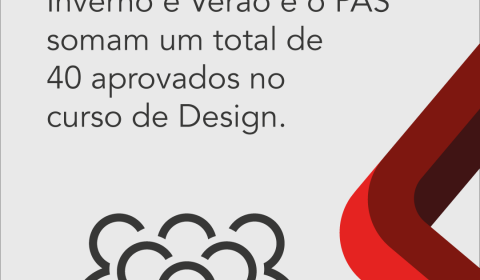 Inverno e Verão e o PAS
somam um total de
40 aprovados no
curso de Design.